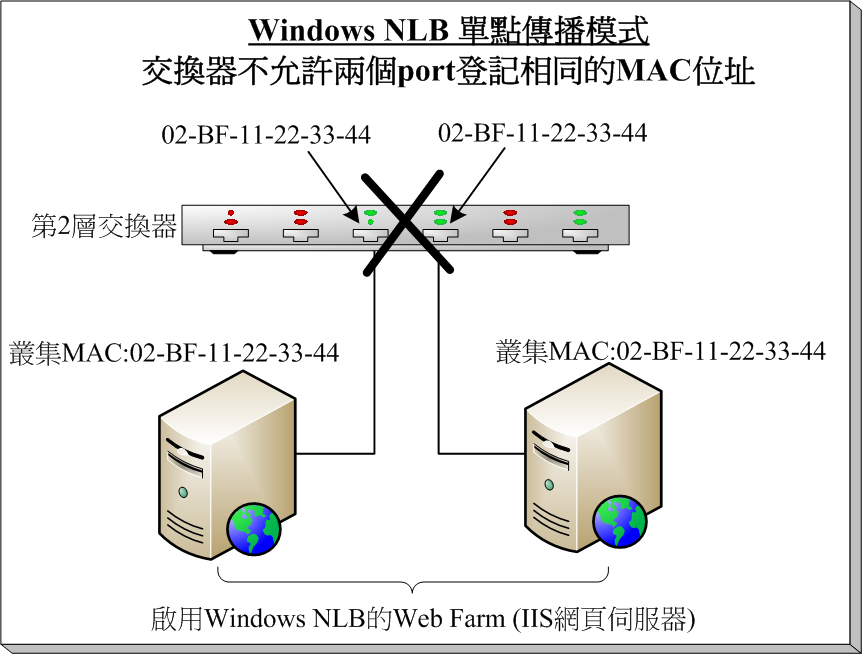 Windows NLB 單點傳播模式
交換器不允許兩個port登記相同的MAC位址
02-BF-11-22-33-44
02-BF-11-22-33-44
第2層交換器
叢集MAC:02-BF-11-22-33-44
叢集MAC:02-BF-11-22-33-44
啟用Windows NLB的Web Farm (IIS網頁伺服器)